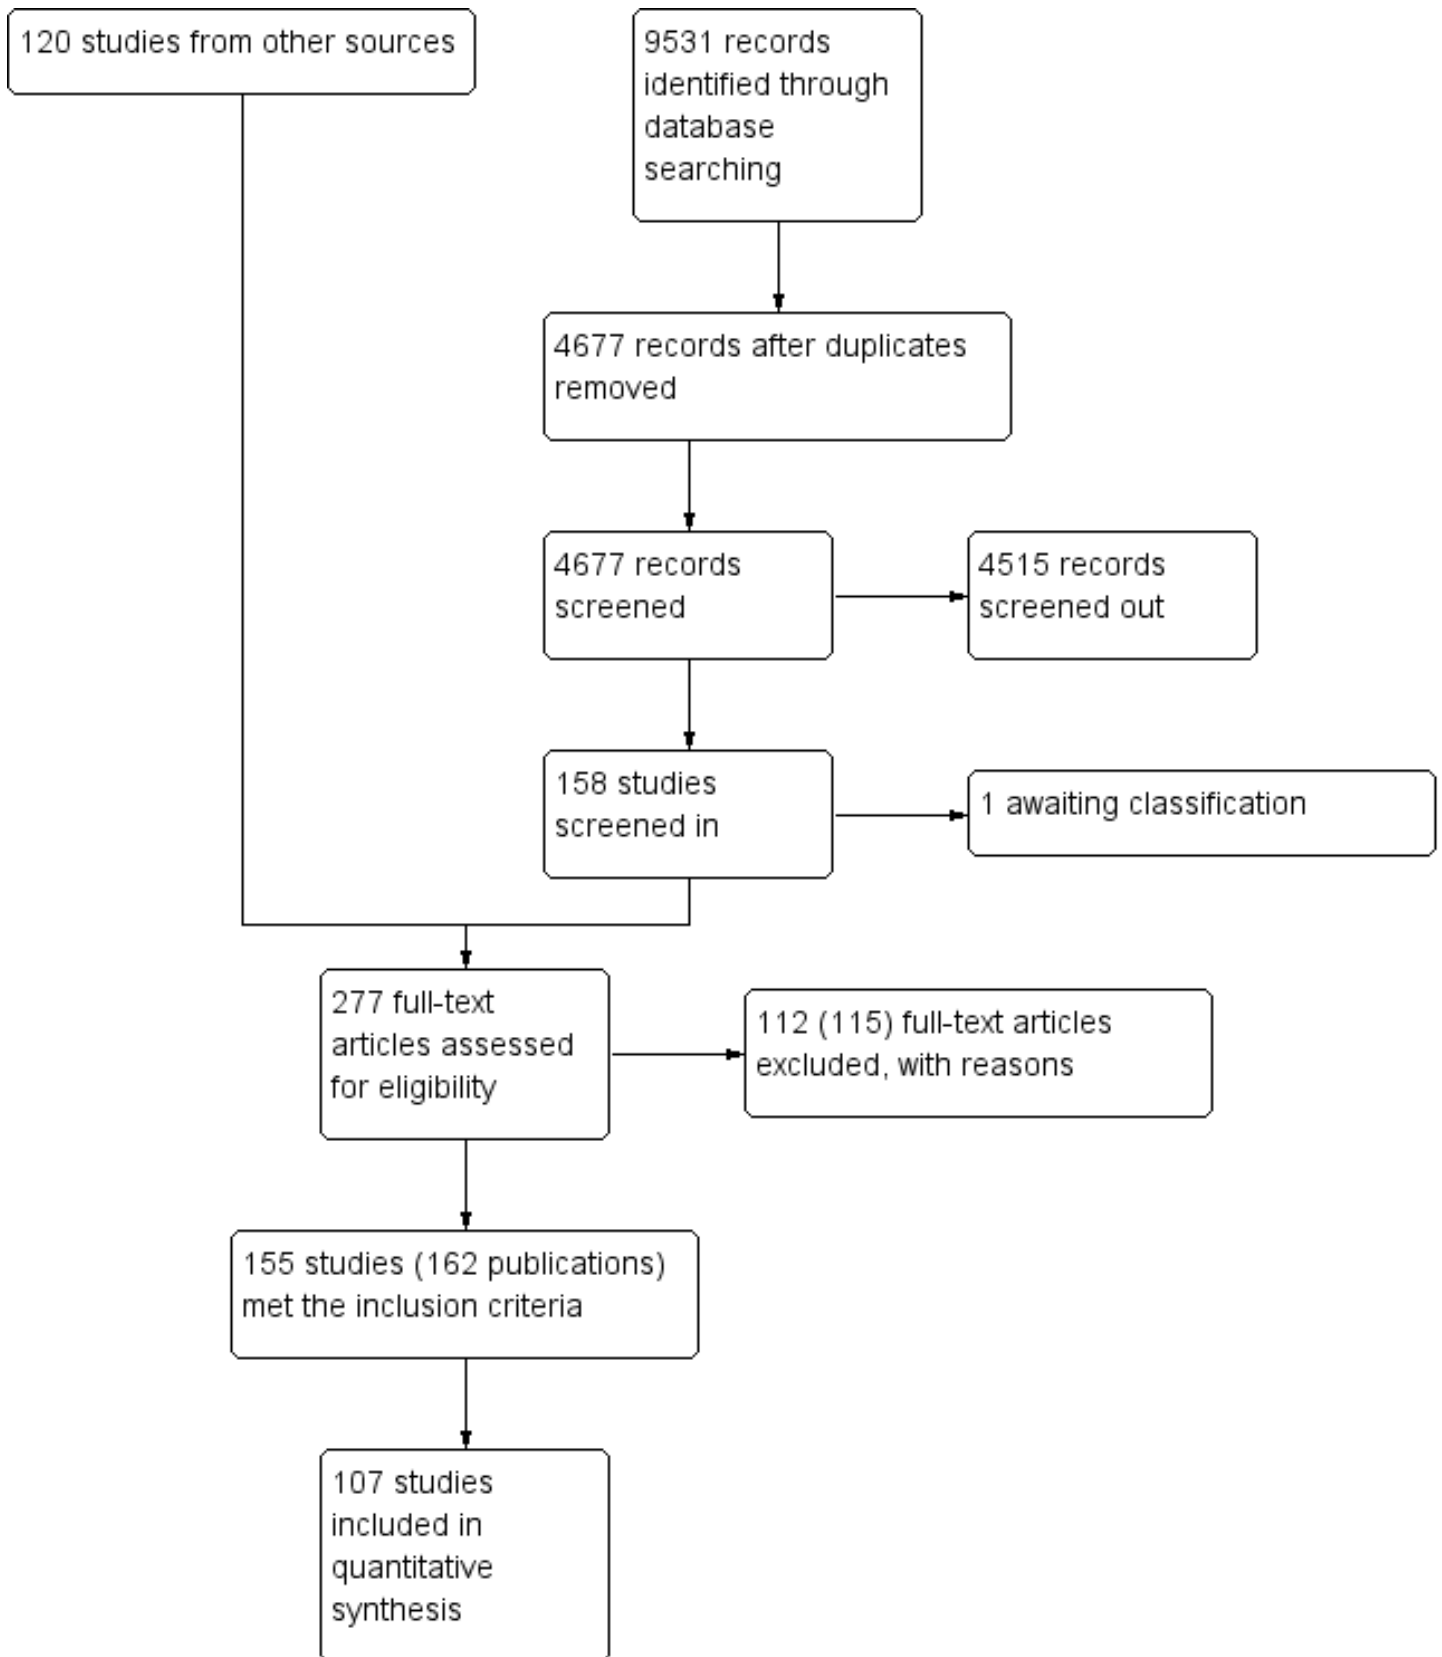 120 studies from other sources
9531 records
identified through
database
searching
4677 records after duplicates
removed
4677 records
screened
4515 records
screened out
158 studies
screened in
1 awaiting classification
277 full-text
articles assessed
for eligibility
112 (115) full-text articles
excluded, with reasons
155 studies (162 publications)
met the inclusion criteria
107 studies
included in
quantitative
synthesis